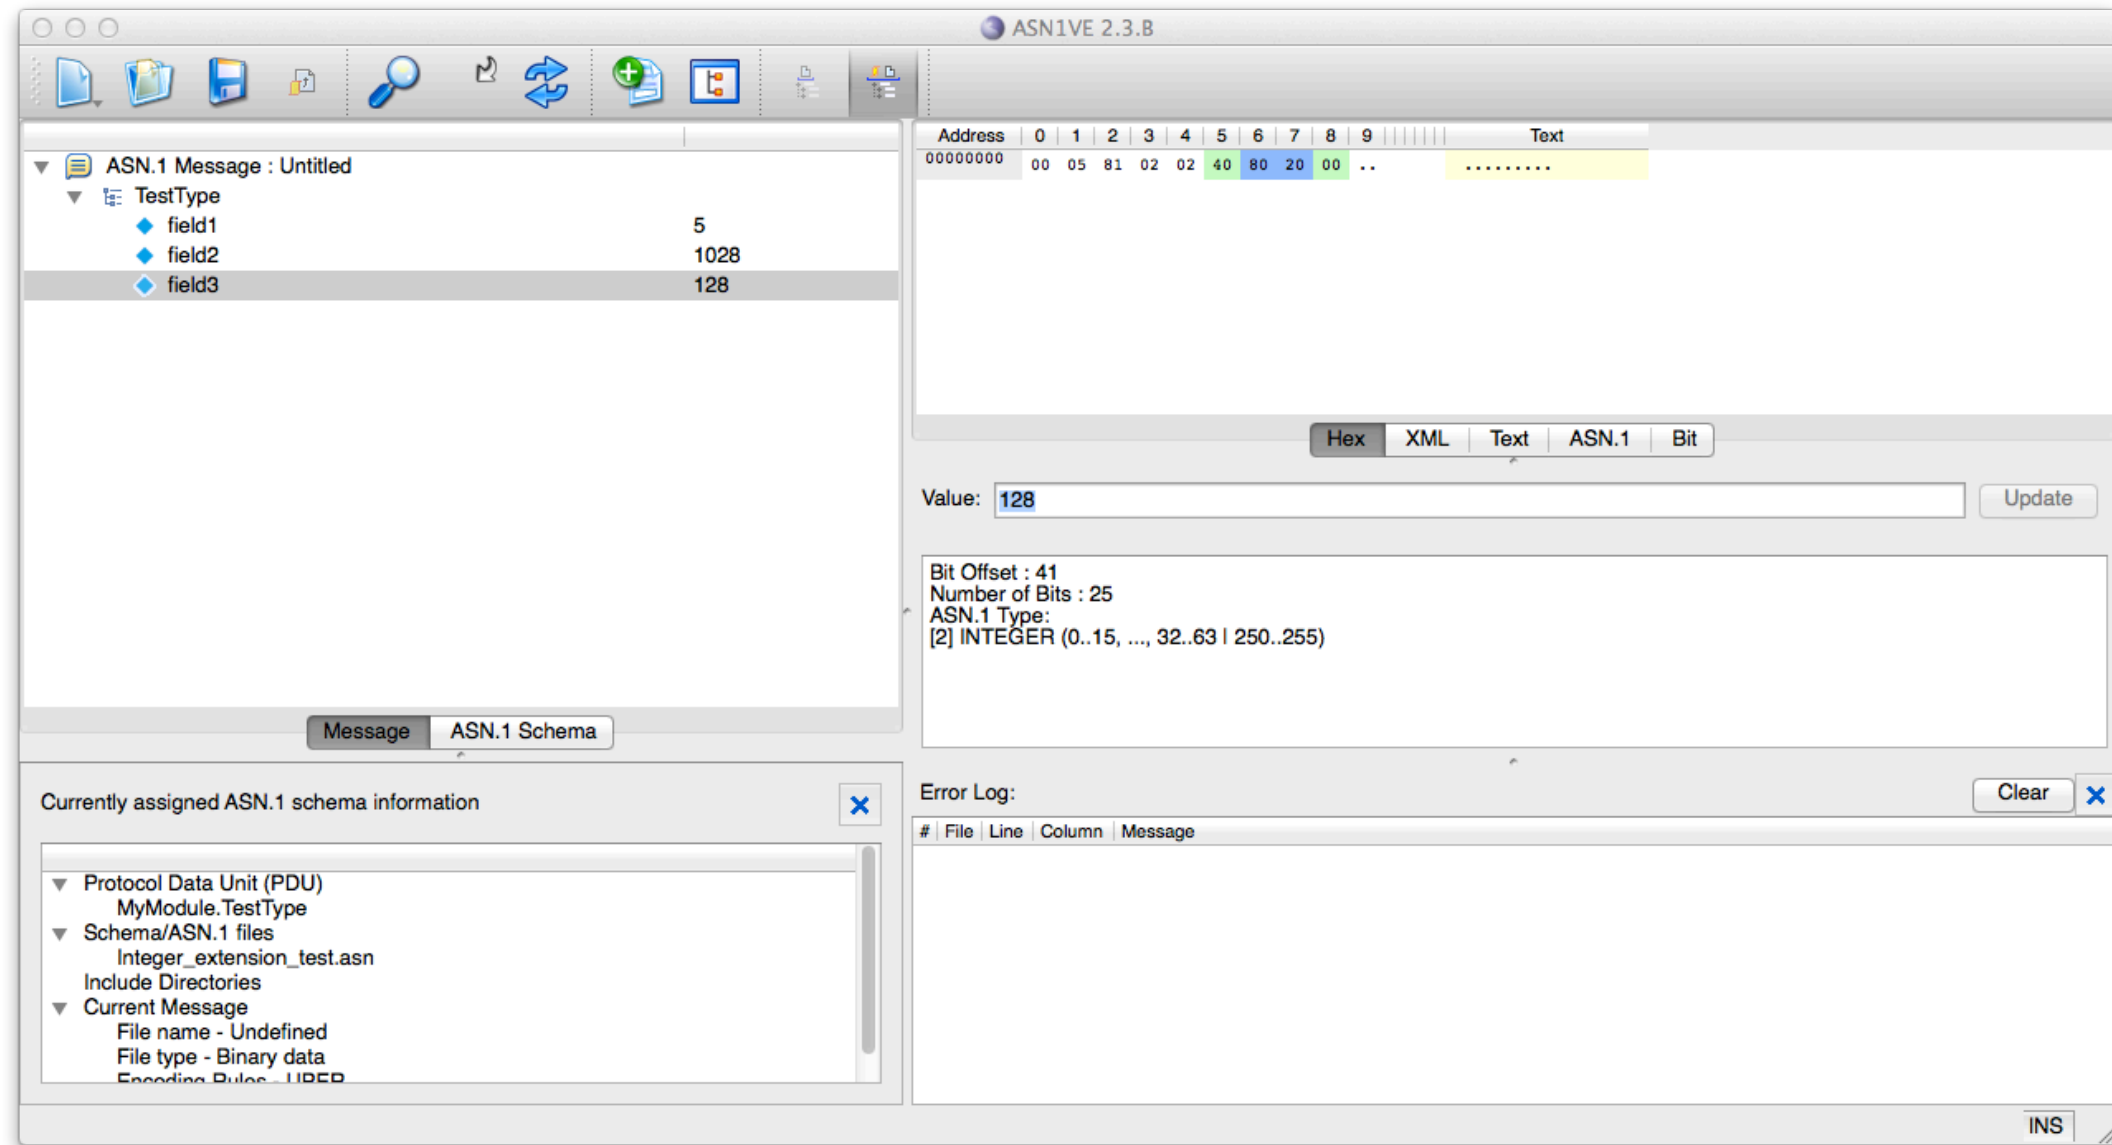 ASN1VE 2.3.B
ASN.1 Message : Untitled
TestType
field1 5
field2 1028
field3 128
Message ASN.1 Schema
Currently assigned ASN.1 schema information
Protocol Data Unit (PDU)
MyModule.TestType
Schema/ASN.1 files
Integer_extension_test.asn
Include Directories
Current Message
File name - Undefined
File type - Binary data
Encoding Rules - UPER
Address 0 1 2 3 4 5 6 7 8 9 Text
00000000 00 05 81 02 02 40 80 20 00 .. .........
Hex XML Text ASN.1 Bit
Value: 128 Update
Bit Offset : 41
Number of Bits : 25
ASN.1 Type:
[2] INTEGER (0..15, ..., 32..63 | 250..255)
Error Log: Clear
# File Line Column Message
INS